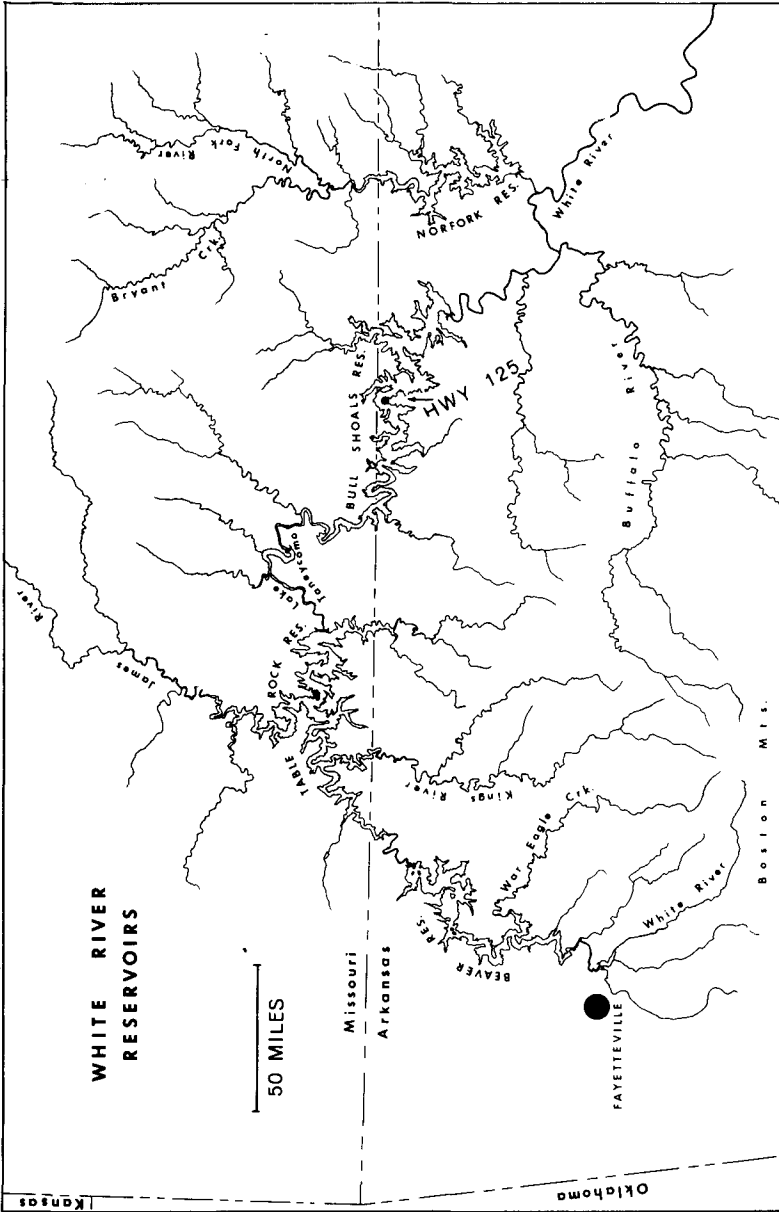 WHITE RIVER
RESERVOIRS
50 MILES
Kansas
Missouri
Arkansas
Oklahoma
FAYETTEVILLE
Boston Mts.
White River
War Eagle Crk.
BEAVER RES.
Kings River
TABLE ROCK RES.
James River
Lake Taneycomo
BULL SHOALS RES.
HWY 125
Buffalo River
Bryant Crk.
North Fork River
NORFORK RES.
White River